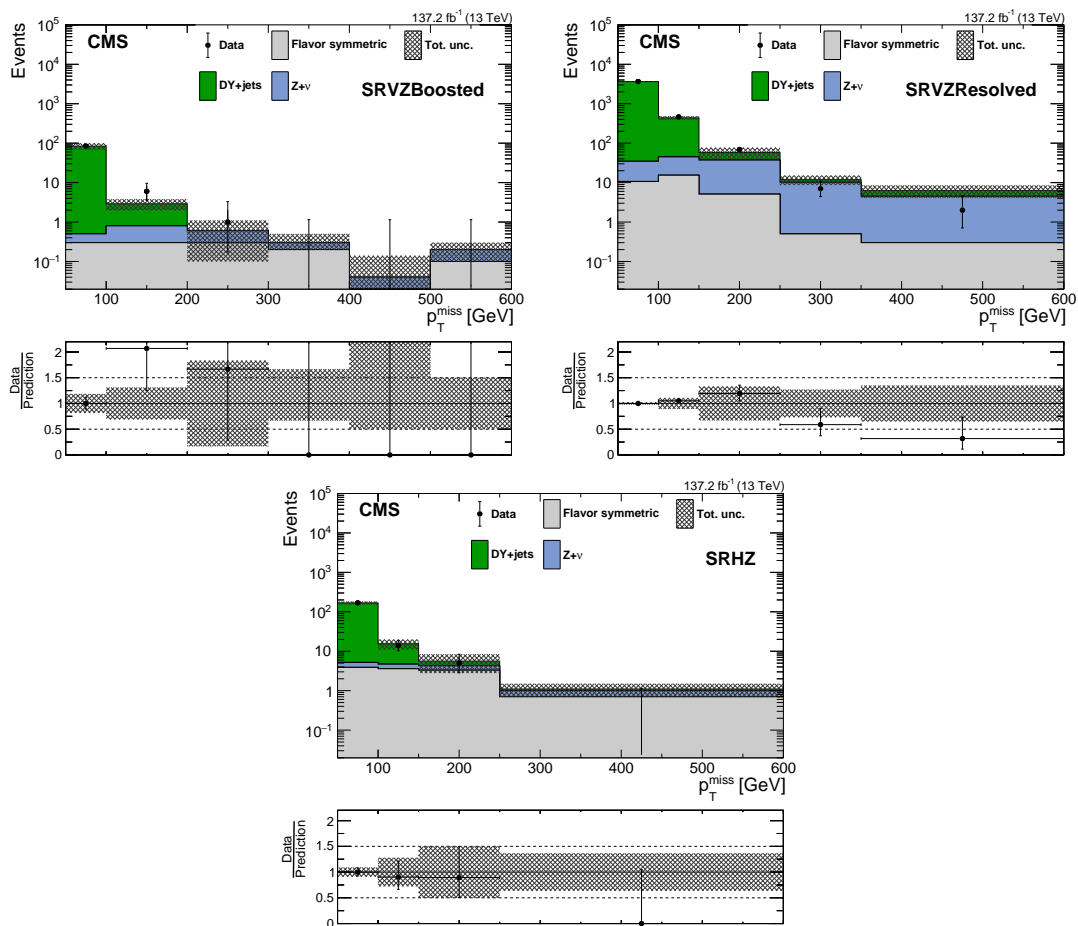 137.2 fb⁻¹ (13 TeV)
CMS
Data
Flavor symmetric
Tot. unc.
DY+jets
Z+ν
SRVZBoosted
Events
10⁵
10⁴
10³
10²
10
1
10⁻¹
100 200 300 400 500 600
p_T^miss [GeV]
Data
Prediction
2
1.5
1
0.5
0
137.2 fb⁻¹ (13 TeV)
CMS
Data
Flavor symmetric
Tot. unc.
DY+jets
Z+ν
SRVZResolved
Events
10⁵
10⁴
10³
10²
10
1
10⁻¹
100 200 300 400 500 600
p_T^miss [GeV]
Data
Prediction
2
1.5
1
0.5
0
137.2 fb⁻¹ (13 TeV)
CMS
Data
Flavor symmetric
Tot. unc.
DY+jets
Z+ν
SRHZ
Events
10⁵
10⁴
10³
10²
10
1
10⁻¹
100 200 300 400 500 600
p_T^miss [GeV]
Data
Prediction
2
1.5
1
0.5
0